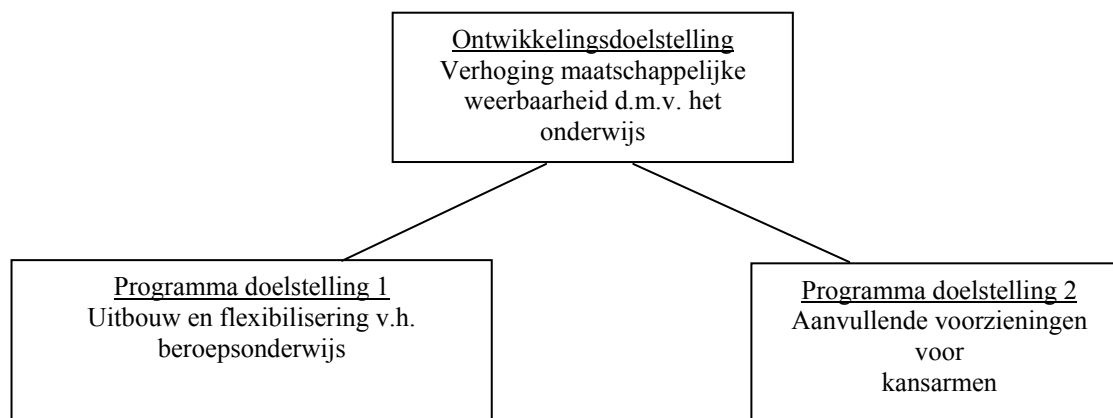 Ontwikkelingsdoelstelling
Verhoging maatschappelijke
weerbaarheid d.m.v. het
onderwijs
Programma doelstelling 1
Uitbouw en flexibilisering v.h.
beroepsonderwijs
Programma doelstelling 2
Aanvullende voorzieningen
voor
kansarmen